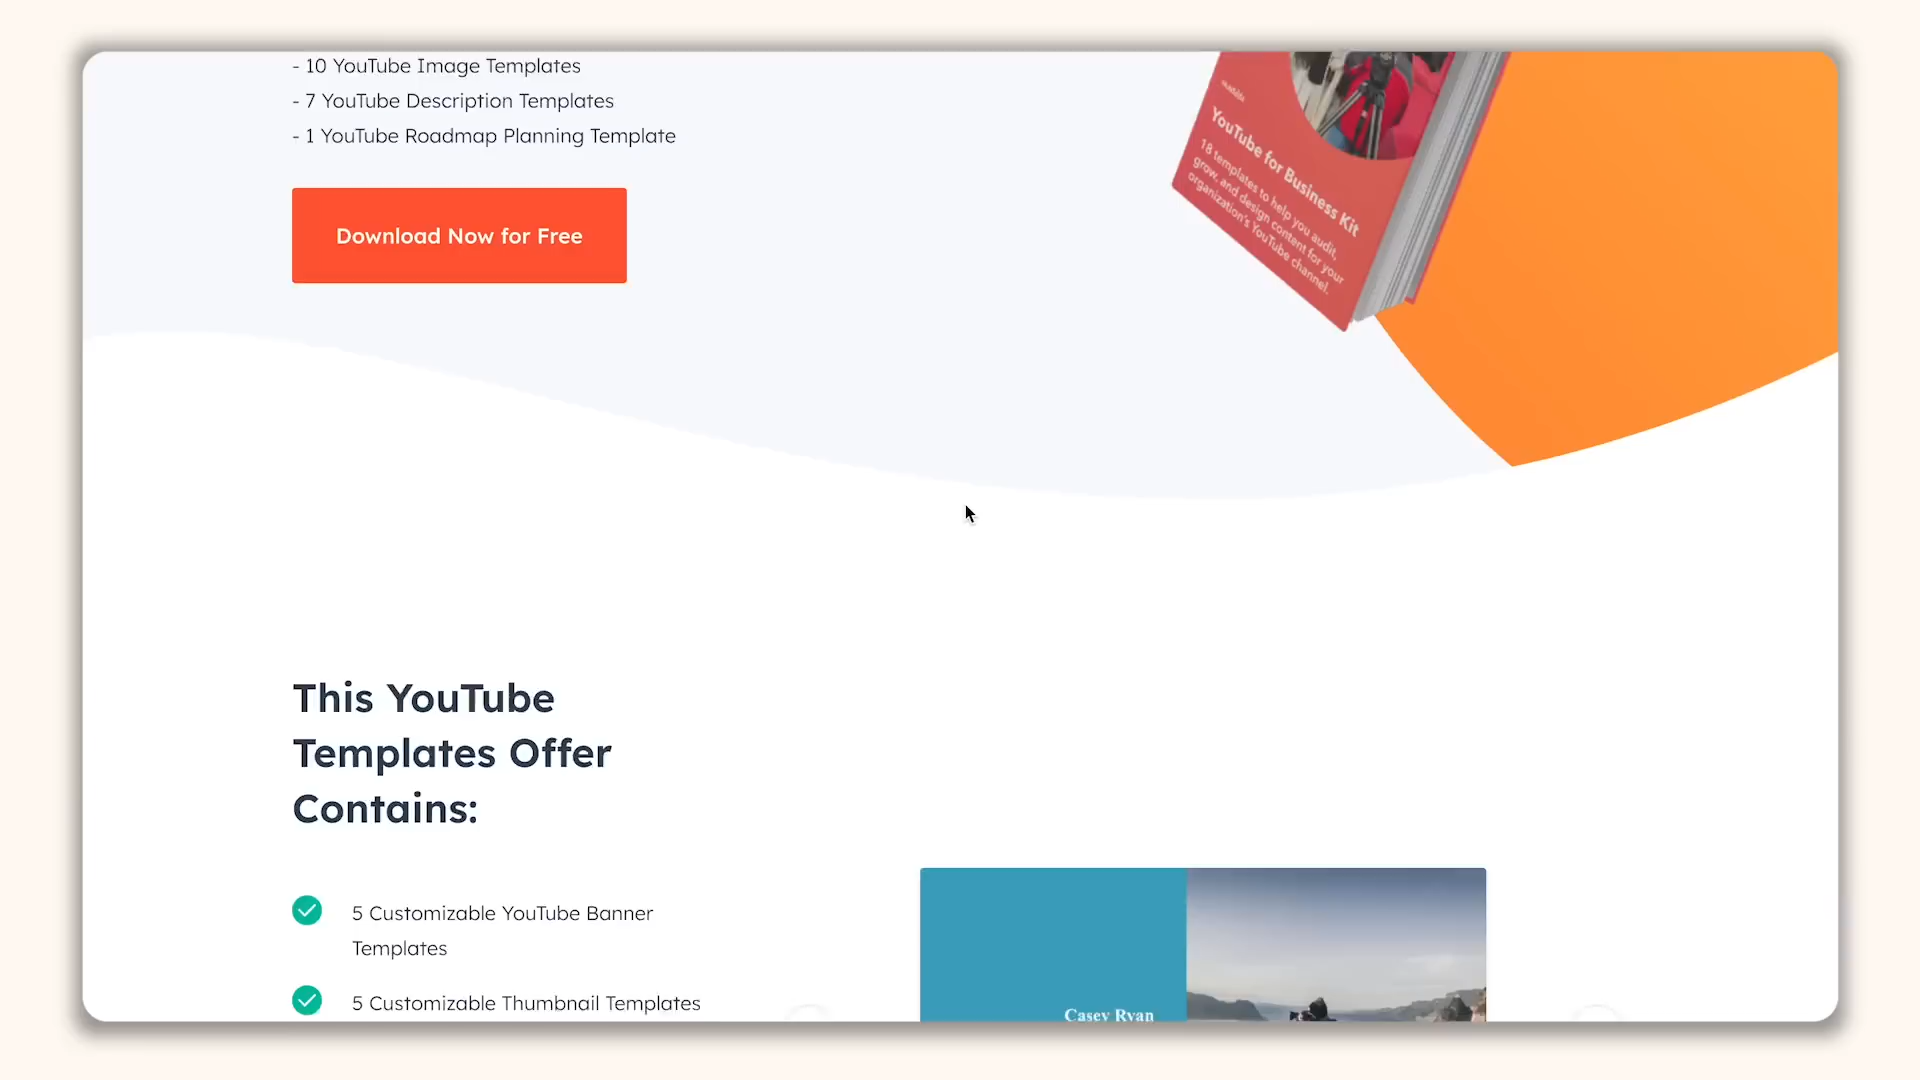 - 10 YouTube Image Templates
- 7 YouTube Description Templates
- 1 YouTube Roadmap Planning Template
Download Now for Free
YouTube for Business Kit
18 templates to help you audit,
grow, and design content for your
organization's YouTube channel.
This YouTube
Templates Offer
Contains:
5 Customizable YouTube Banner
Templates
5 Customizable Thumbnail Templates
Casey Ryan